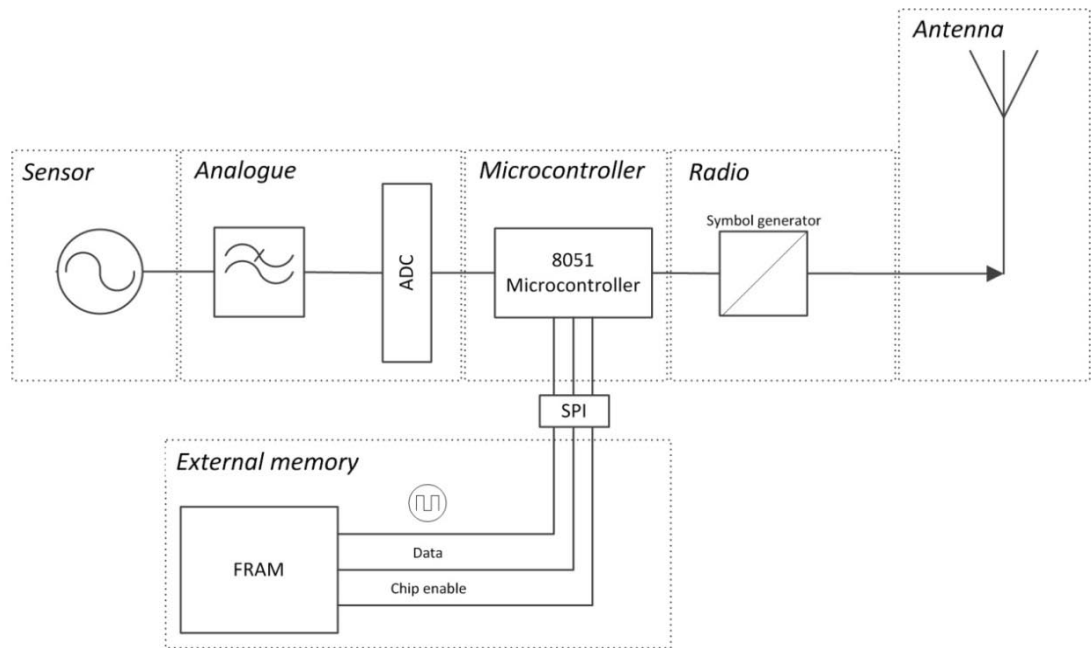 Antenna
Sensor
Analogue
Microcontroller
Radio
Symbol generator
ADC
8051
Microcontroller
SPI
External memory
FRAM
Data
Chip enable